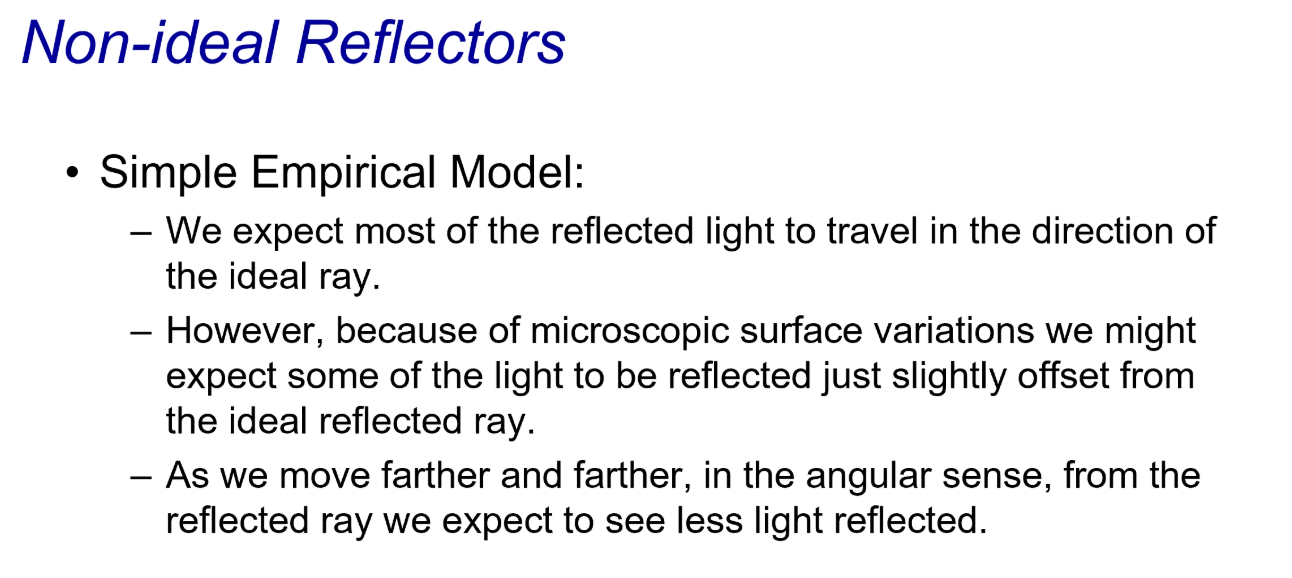 Non-ideal Reflectors
• Simple Empirical Model:
– We expect most of the reflected light to travel in the direction of
the ideal ray.
– However, because of microscopic surface variations we might
expect some of the light to be reflected just slightly offset from
the ideal reflected ray.
– As we move farther and farther, in the angular sense, from the
reflected ray we expect to see less light reflected.